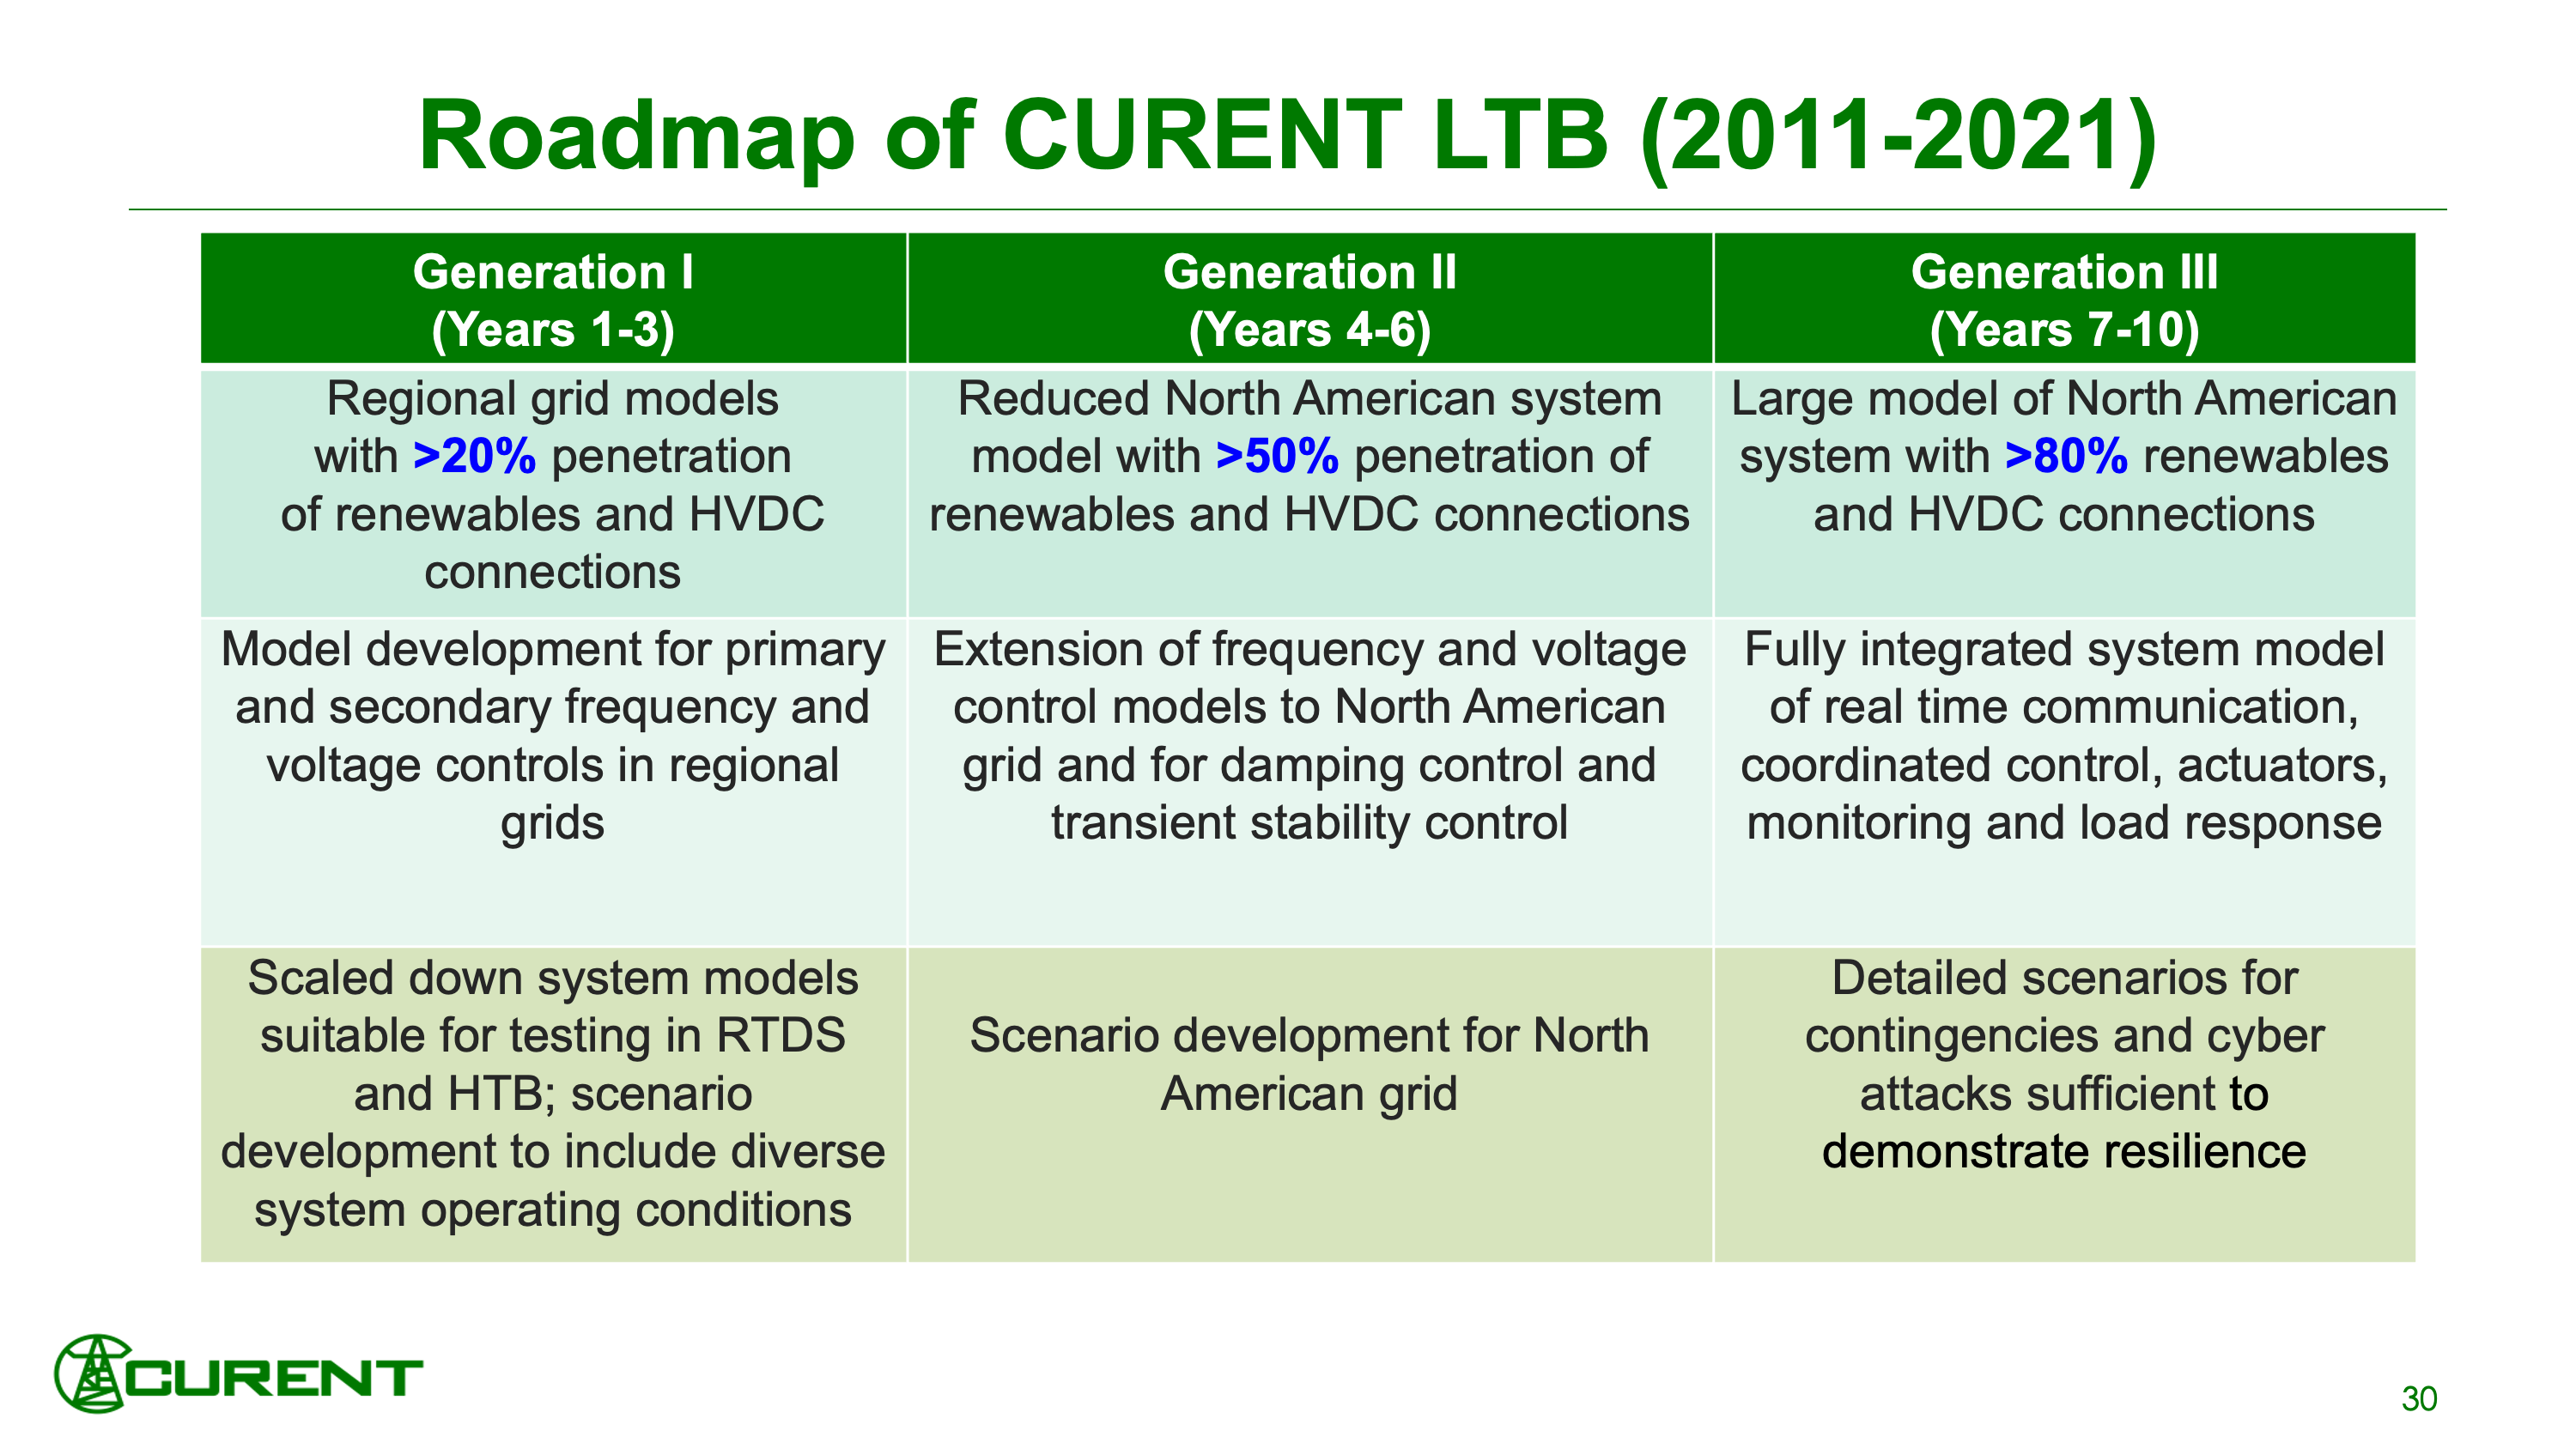 Roadmap of CURENT LTB (2011-2021)
Generation I
(Years 1-3)
Generation II
(Years 4-6)
Generation III
(Years 7-10)
Regional grid models
with >20% penetration
of renewables and HVDC
connections
Reduced North American system
model with >50% penetration of
renewables and HVDC connections
Large model of North American
system with >80% renewables
and HVDC connections
Model development for primary
and secondary frequency and
voltage controls in regional
grids
Extension of frequency and voltage
control models to North American
grid and for damping control and
transient stability control
Fully integrated system model
of real time communication,
coordinated control, actuators,
monitoring and load response
Scaled down system models
suitable for testing in RTDS
and HTB; scenario
development to include diverse
system operating conditions
Scenario development for North
American grid
Detailed scenarios for
contingencies and cyber
attacks sufficient to
demonstrate resilience
CURENT
30